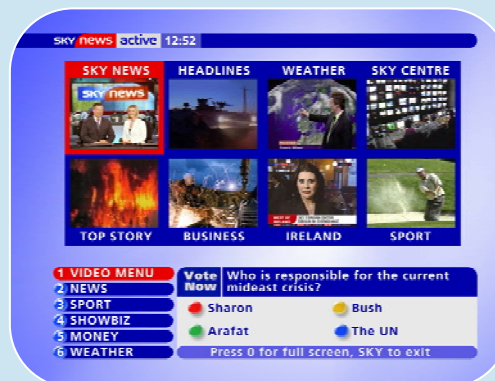 sky news active 12:52
SKY NEWS HEADLINES WEATHER SKY CENTRE
sky news
TOP STORY BUSINESS IRELAND SPORT
1 VIDEO MENU
2 NEWS
3 SPORT
4 SHOWBIZ
5 MONEY
6 WEATHER
Vote Now
Who is responsible for the current
mideast crisis?
Sharon Bush
Arafat The UN
Press 0 for full screen, SKY to exit